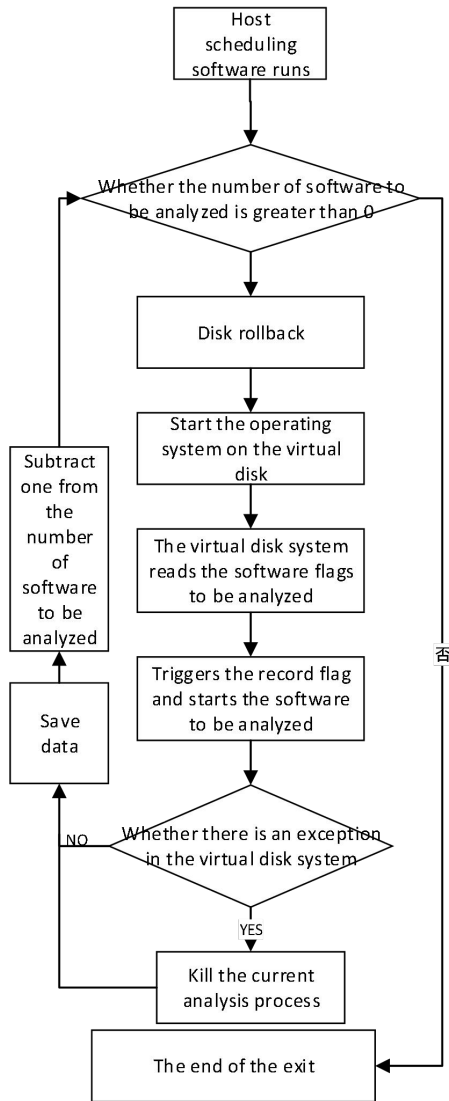 Host
scheduling
software runs
Whether the number of software to
be analyzed is greater than 0
Disk rollback
Start the operating
system on the virtual
disk
Subtract
one from
the
number
of
software
to be
analyzed
The virtual disk system
reads the software flags
to be analyzed
否
Triggers the record flag
and starts the software
to be analyzed
Save
data
Whether there is an exception
in the virtual disk system
NO
YES
Kill the current
analysis process
The end of the exit